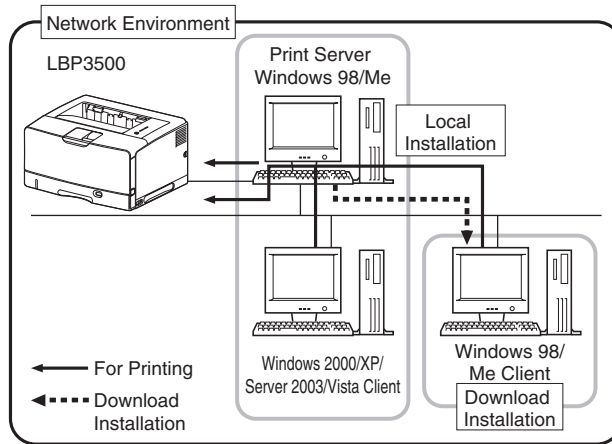 Network Environment
LBP3500
Print Server
Windows 98/Me
Local
Installation
Windows 2000/XP/
Server 2003/Vista Client
Windows 98/
Me Client
Download
Installation
For Printing
Download
Installation